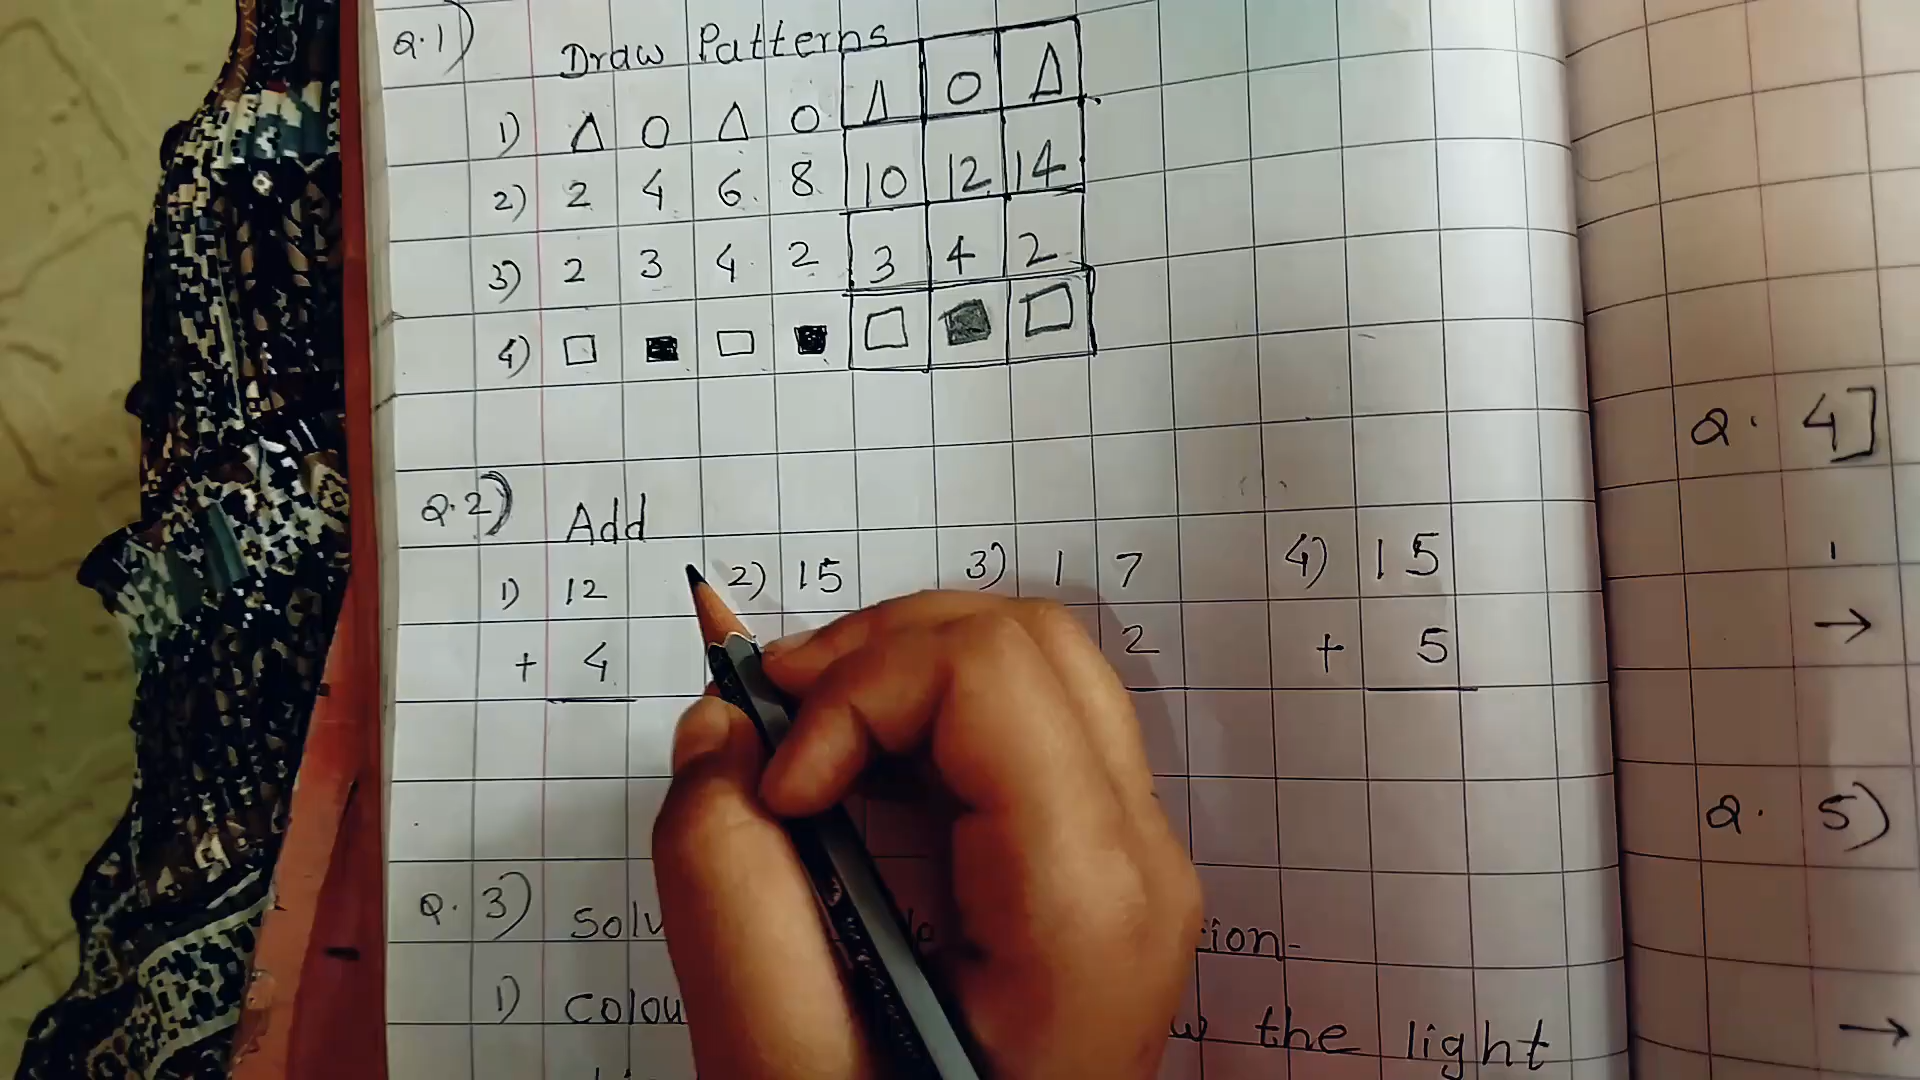 Q.1) Draw Patterns
1) △ ○ △ ○ △ ○ △
2) 2 4 6 8 10 12 14
3) 2 3 4 2 3 4 2
4) □ ■ □ ■ □ ■ □
Q.2) Add
1) 12 2) 15 3) 17 4) 15
+ 4 2 + 5
Q.3)
1) the light
Q. 4]
1
→
Q. 5)
→